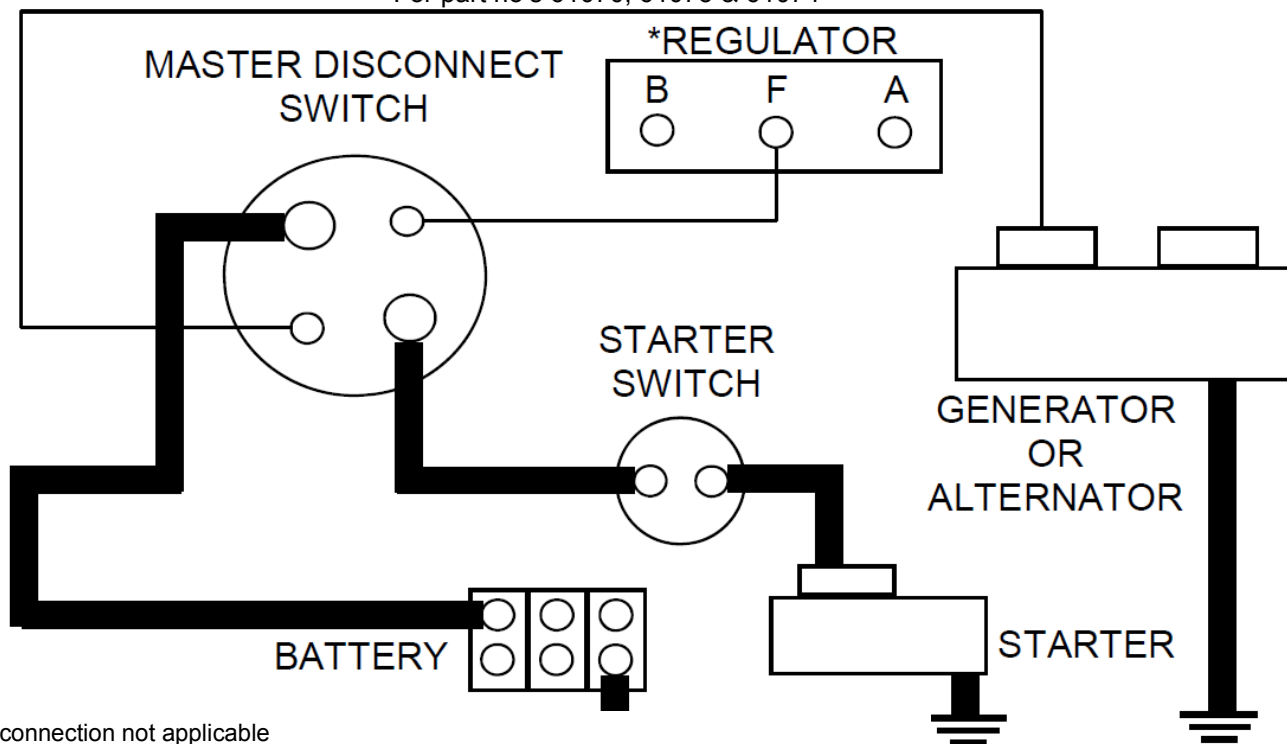 *REGULATOR
MASTER DISCONNECT
SWITCH
B F A
STARTER
SWITCH
GENERATOR
OR
ALTERNATOR
BATTERY
STARTER
connection not applicable